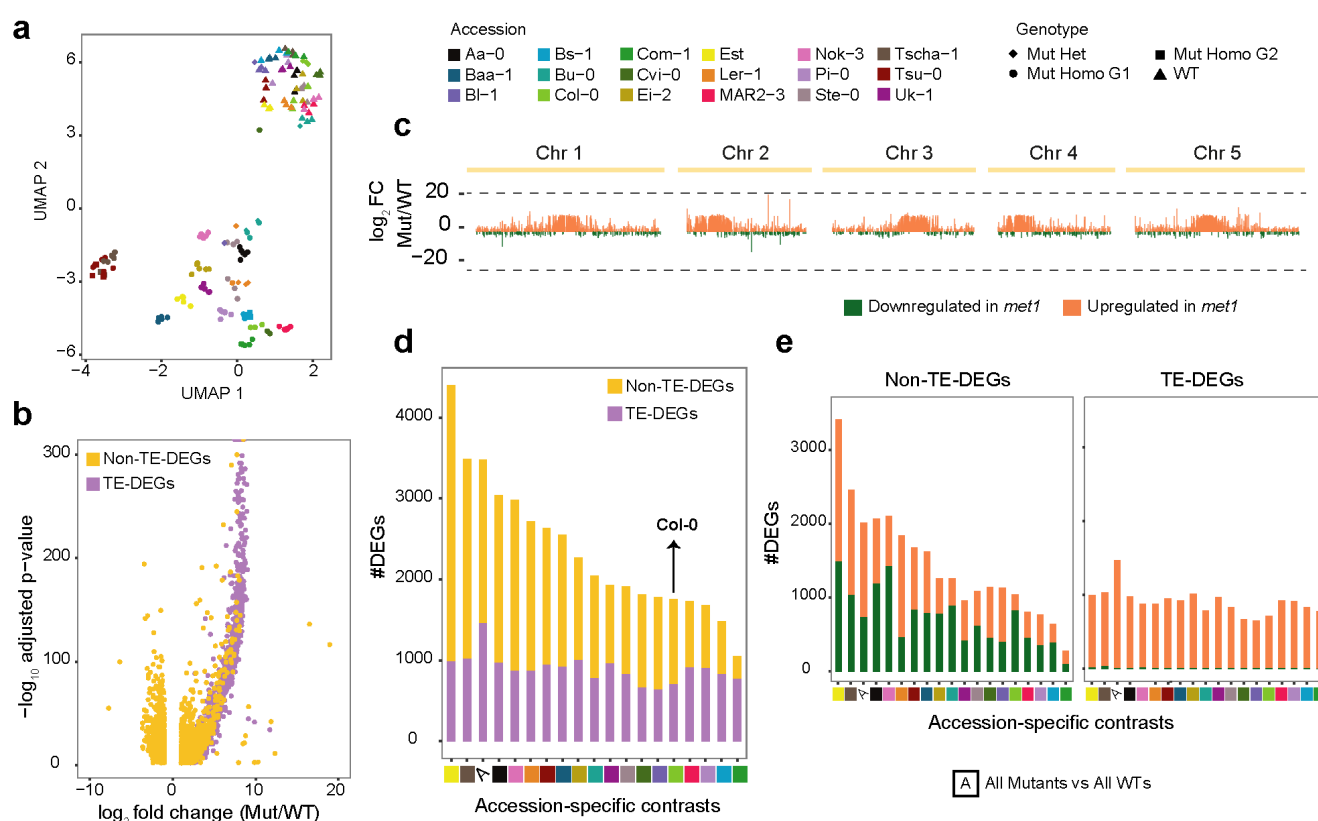 a
UMAP 2
6
3
0
−3
−6
−4
−2
0
2
UMAP 1
Accession
Aa−0
Bs−1
Com−1
Est
Nok−3
Tscha−1
Baa−1
Bu−0
Cvi−0
Ler−1
Pi−0
Tsu−0
Bl−1
Col−0
Ei−2
MAR2−3
Ste−0
Uk−1
Genotype
Mut Het
Mut Homo G2
Mut Homo G1
WT
c
Chr 1
Chr 2
Chr 3
Chr 4
Chr 5
log2 FC
Mut/WT
20
0
−20
Downregulated in met1
Upregulated in met1
b
Non-TE-DEGs
TE-DEGs
−log10 adjusted p−value
300
200
100
0
−10
0
10
20
log2 fold change (Mut/WT)
d
Non-TE-DEGs
TE-DEGs
Col-0
#DEGs
4000
3000
2000
1000
0
A
Accession-specific contrasts
e
Non-TE-DEGs
TE-DEGs
#DEGs
3000
2000
1000
0
A
A
Accession-specific contrasts
A All Mutants vs All WTs